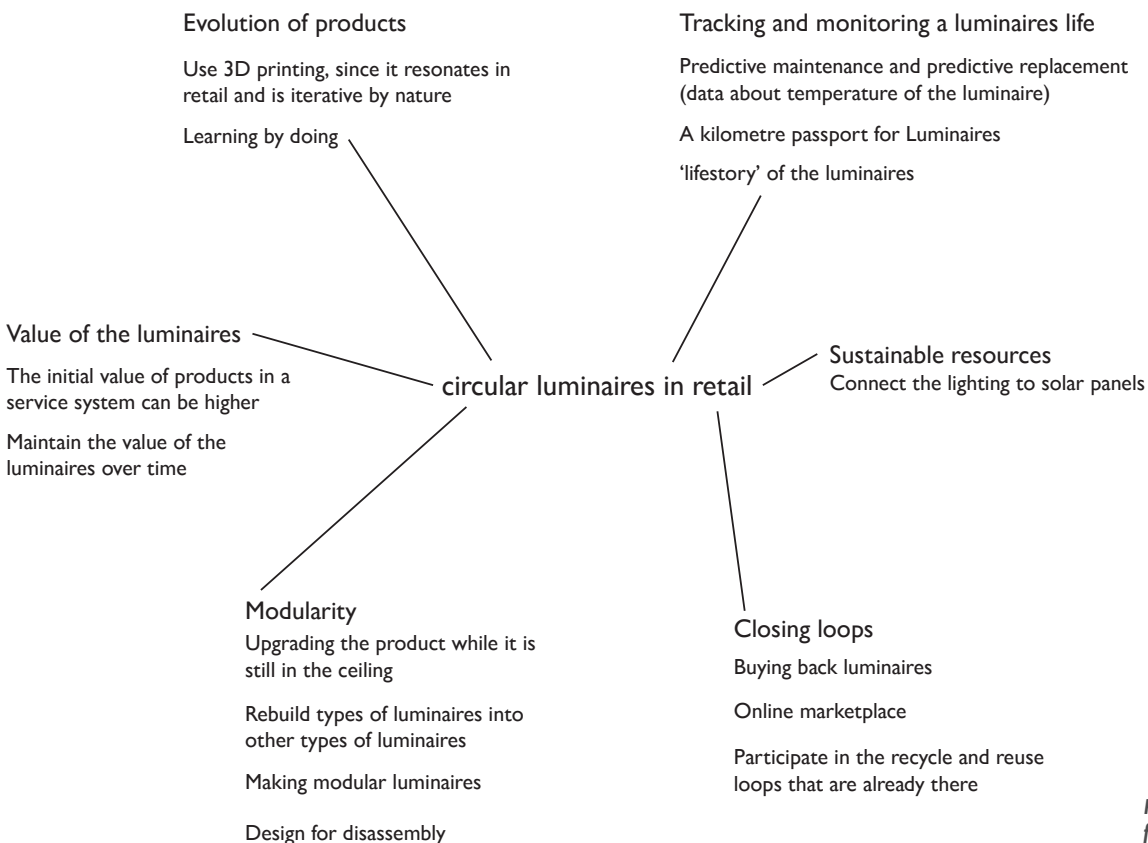 Evolution of products
Use 3D printing, since it resonates in
retail and is iterative by nature
Learning by doing
Tracking and monitoring a luminaires life
Predictive maintenance and predictive replacement
(data about temperature of the luminaire)
A kilometre passport for Luminaires
‘lifestory’ of the luminaires
Value of the luminaires
The initial value of products in a
service system can be higher
Maintain the value of the
luminaires over time
circular luminaires in retail
Sustainable resources
Connect the lighting to solar panels
Modularity
Upgrading the product while it is
still in the ceiling
Rebuild types of luminaires into
other types of luminaires
Making modular luminaires
Design for disassembly
Closing loops
Buying back luminaires
Online marketplace
Participate in the recycle and reuse
loops that are already there